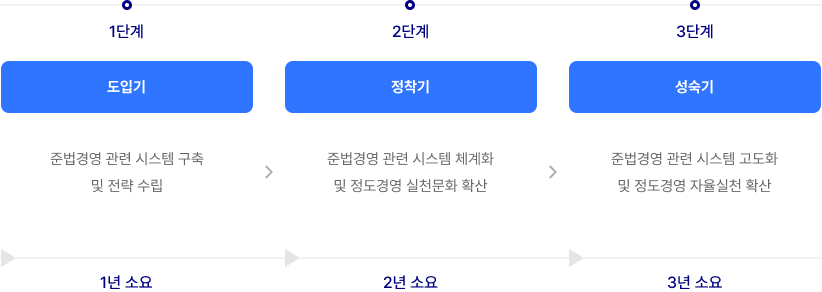 1단계
2단계
3단계
도입기
정착기
성숙기
준법경영 관련 시스템 구축
및 전략 수립
준법경영 관련 시스템 체계화
및 정도경영 실천문화 확산
준법경영 관련 시스템 고도화
및 정도경영 자율실천 확산
1년 소요
2년 소요
3년 소요